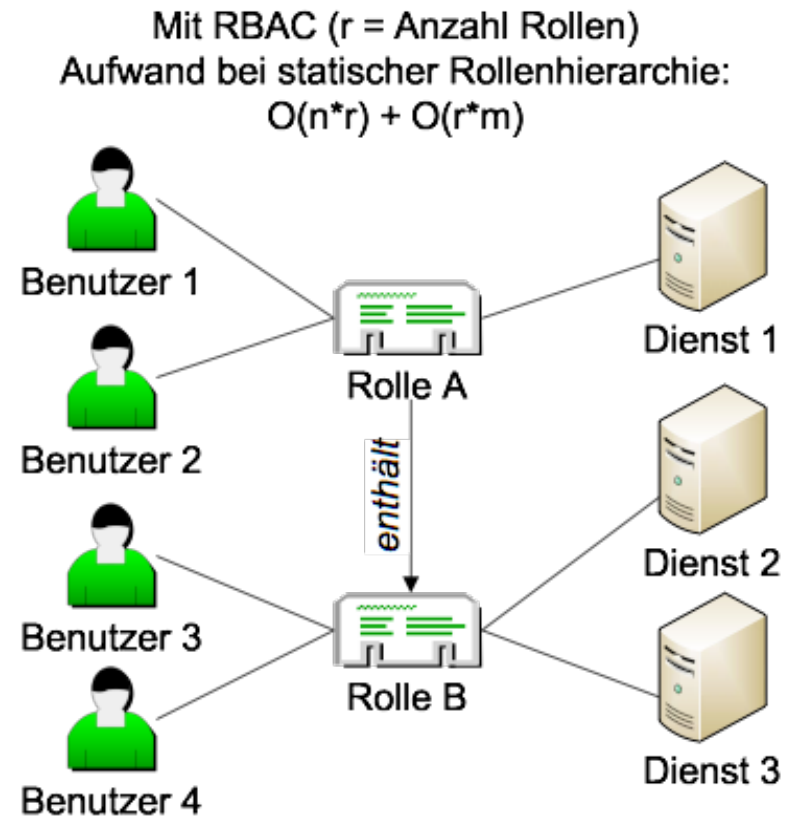 Mit RBAC (r = Anzahl Rollen)
Aufwand bei statischer Rollenhierarchie:
O(n*r) + O(r*m)
Benutzer 1
Dienst 1
Rolle A
Benutzer 2
enthält
Dienst 2
Benutzer 3
Rolle B
Dienst 3
Benutzer 4